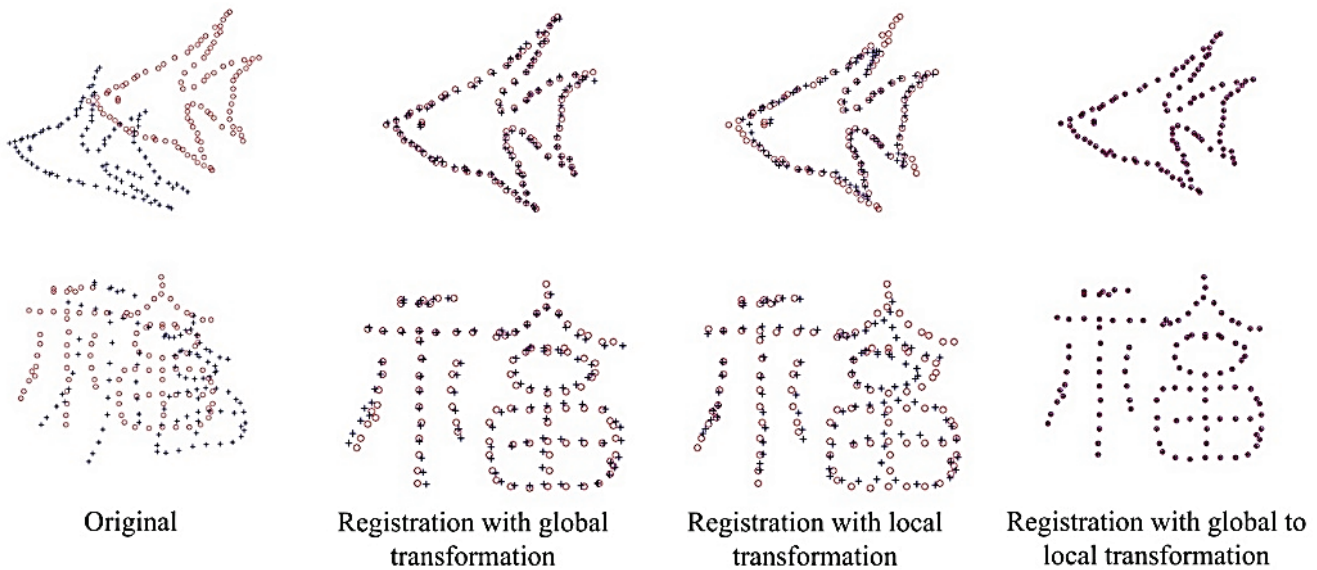 Original
Registration with global
transformation
Registration with local
transformation
Registration with global to
local transformation